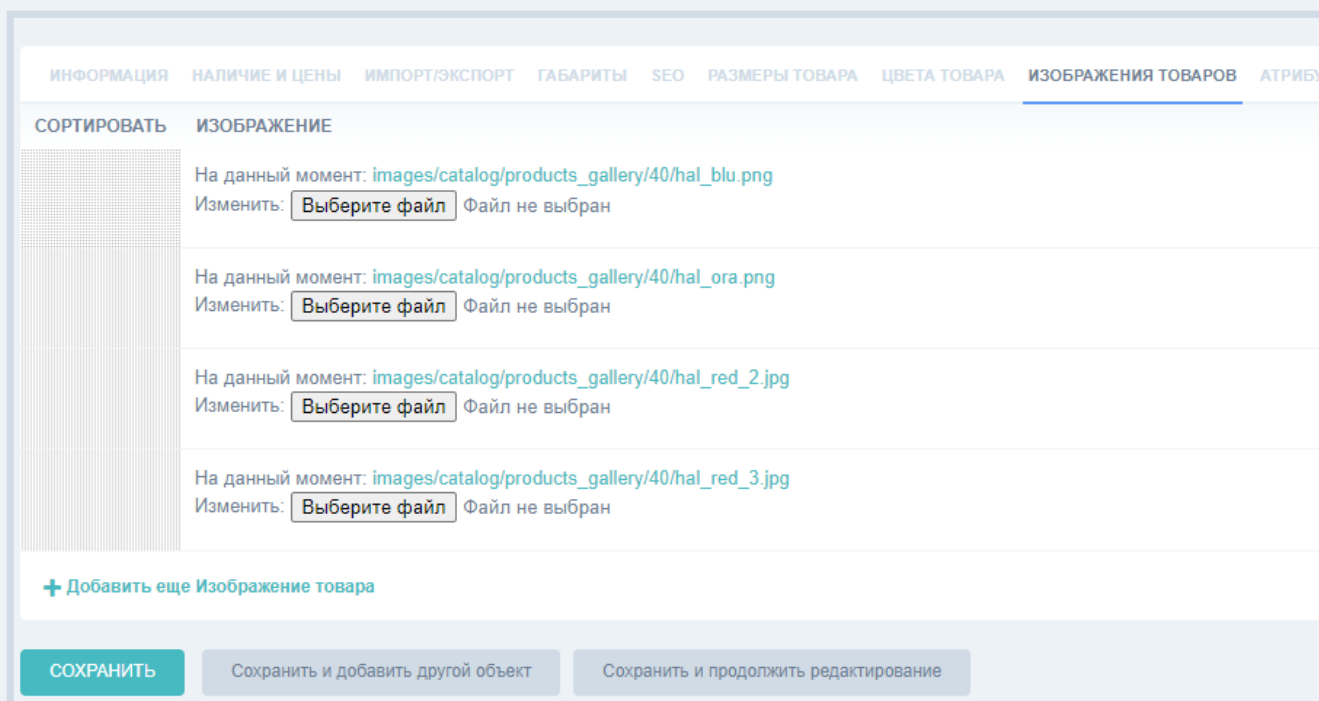 ИНФОРМАЦИЯ НАЛИЧИЕ И ЦЕНЫ ИМПОРТ/ЭКСПОРТ ГАБАРИТЫ SEO РАЗМЕРЫ ТОВАРА ЦВЕТА ТОВАРА ИЗОБРАЖЕНИЯ ТОВАРОВ
СОРТИРОВАТЬ ИЗОБРАЖЕНИЕ
На данный момент: images/catalog/products_gallery/40/hal_blu.png
Изменить: Выберите файл Файл не выбран
На данный момент: images/catalog/products_gallery/40/hal_ora.png
Изменить: Выберите файл Файл не выбран
На данный момент: images/catalog/products_gallery/40/hal_red_2.jpg
Изменить: Выберите файл Файл не выбран
На данный момент: images/catalog/products_gallery/40/hal_red_3.jpg
Изменить: Выберите файл Файл не выбран
+ Добавить еще Изображение товара
СОХРАНИТЬ Сохранить и добавить другой объект Сохранить и продолжить редактирование